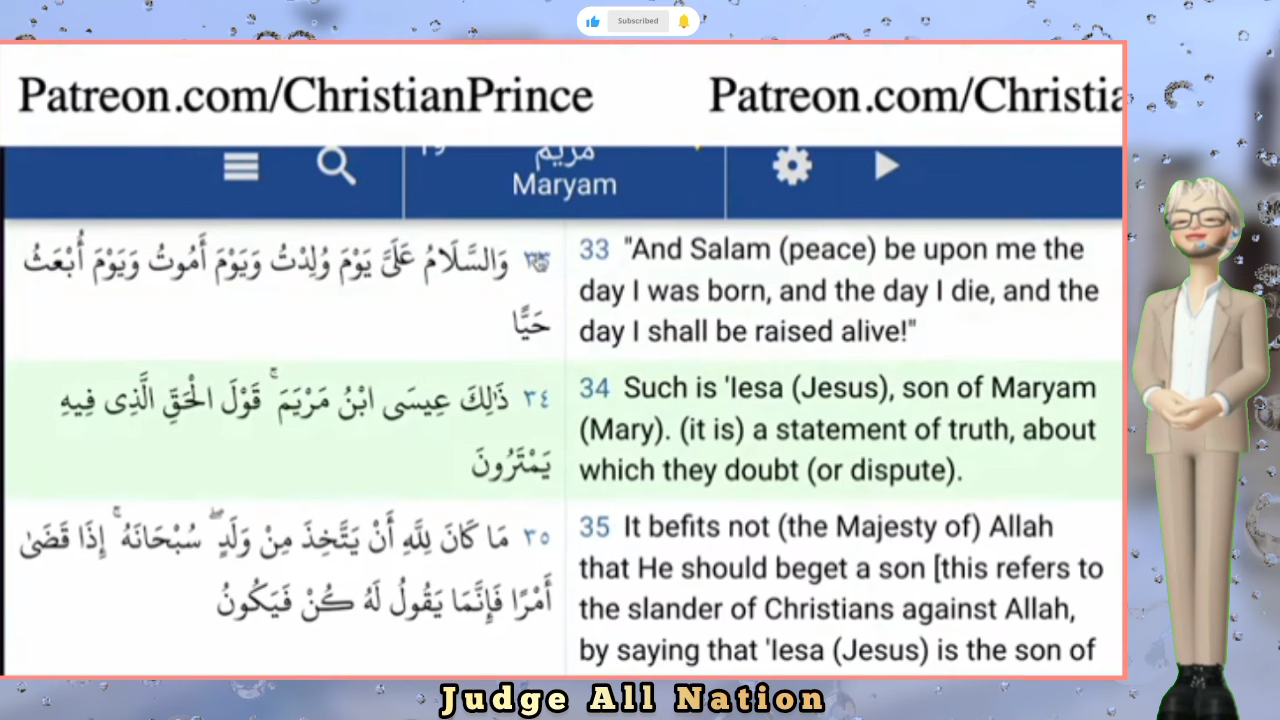 Subscribed
Patreon.com/ChristianPrince Patreon.com/Christia
مريم
Maryam
وَالسَّلَامُ عَلَيَّ يَوْمَ وُلِدْتُ وَيَوْمَ أَمُوتُ وَيَوْمَ أُبْعَثُ
حَيًّا
33 "And Salam (peace) be upon me the
day I was born, and the day I die, and the
day I shall be raised alive!"
٣٤ ذَٰلِكَ عِيسَى ابْنُ مَرْيَمَ ۚ قَوْلَ الْحَقِّ الَّذِى فِيهِ
يَمْتَرُونَ
34 Such is 'Iesa (Jesus), son of Maryam
(Mary). (it is) a statement of truth, about
which they doubt (or dispute).
٣٥ مَا كَانَ لِلَّهِ أَنْ يَتَّخِذَ مِنْ وَلَدٍ ۖ سُبْحَانَهُ ۚ إِذَا قَضَىٰ
أَمْرًا فَإِنَّمَا يَقُولُ لَهُ كُنْ فَيَكُونُ
35 It befits not (the Majesty of) Allah
that He should beget a son [this refers to
the slander of Christians against Allah,
by saying that 'Iesa (Jesus) is the son of
Judge All Nation